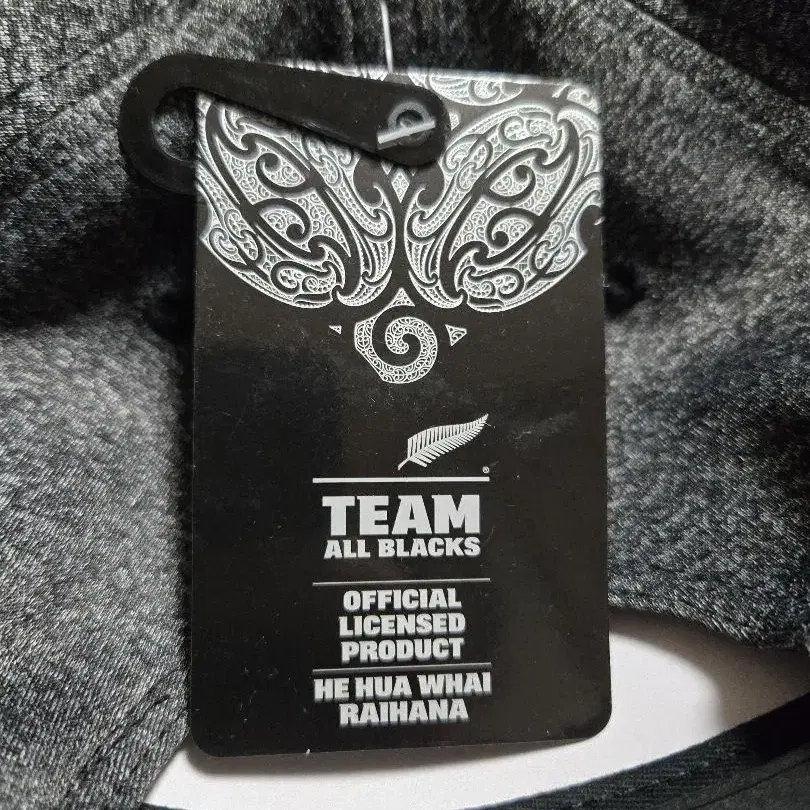 TEAM
ALL BLACKS
OFFICIAL
LICENSED
PRODUCT
HE HUA WHAI
RAIHANA